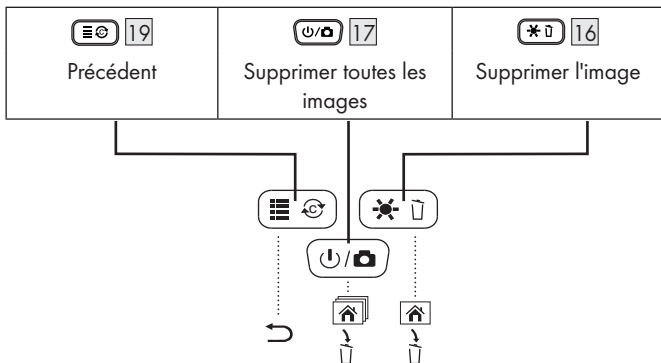 19
17
16
Précédent
Supprimer toutes les
images
Supprimer l'image
C